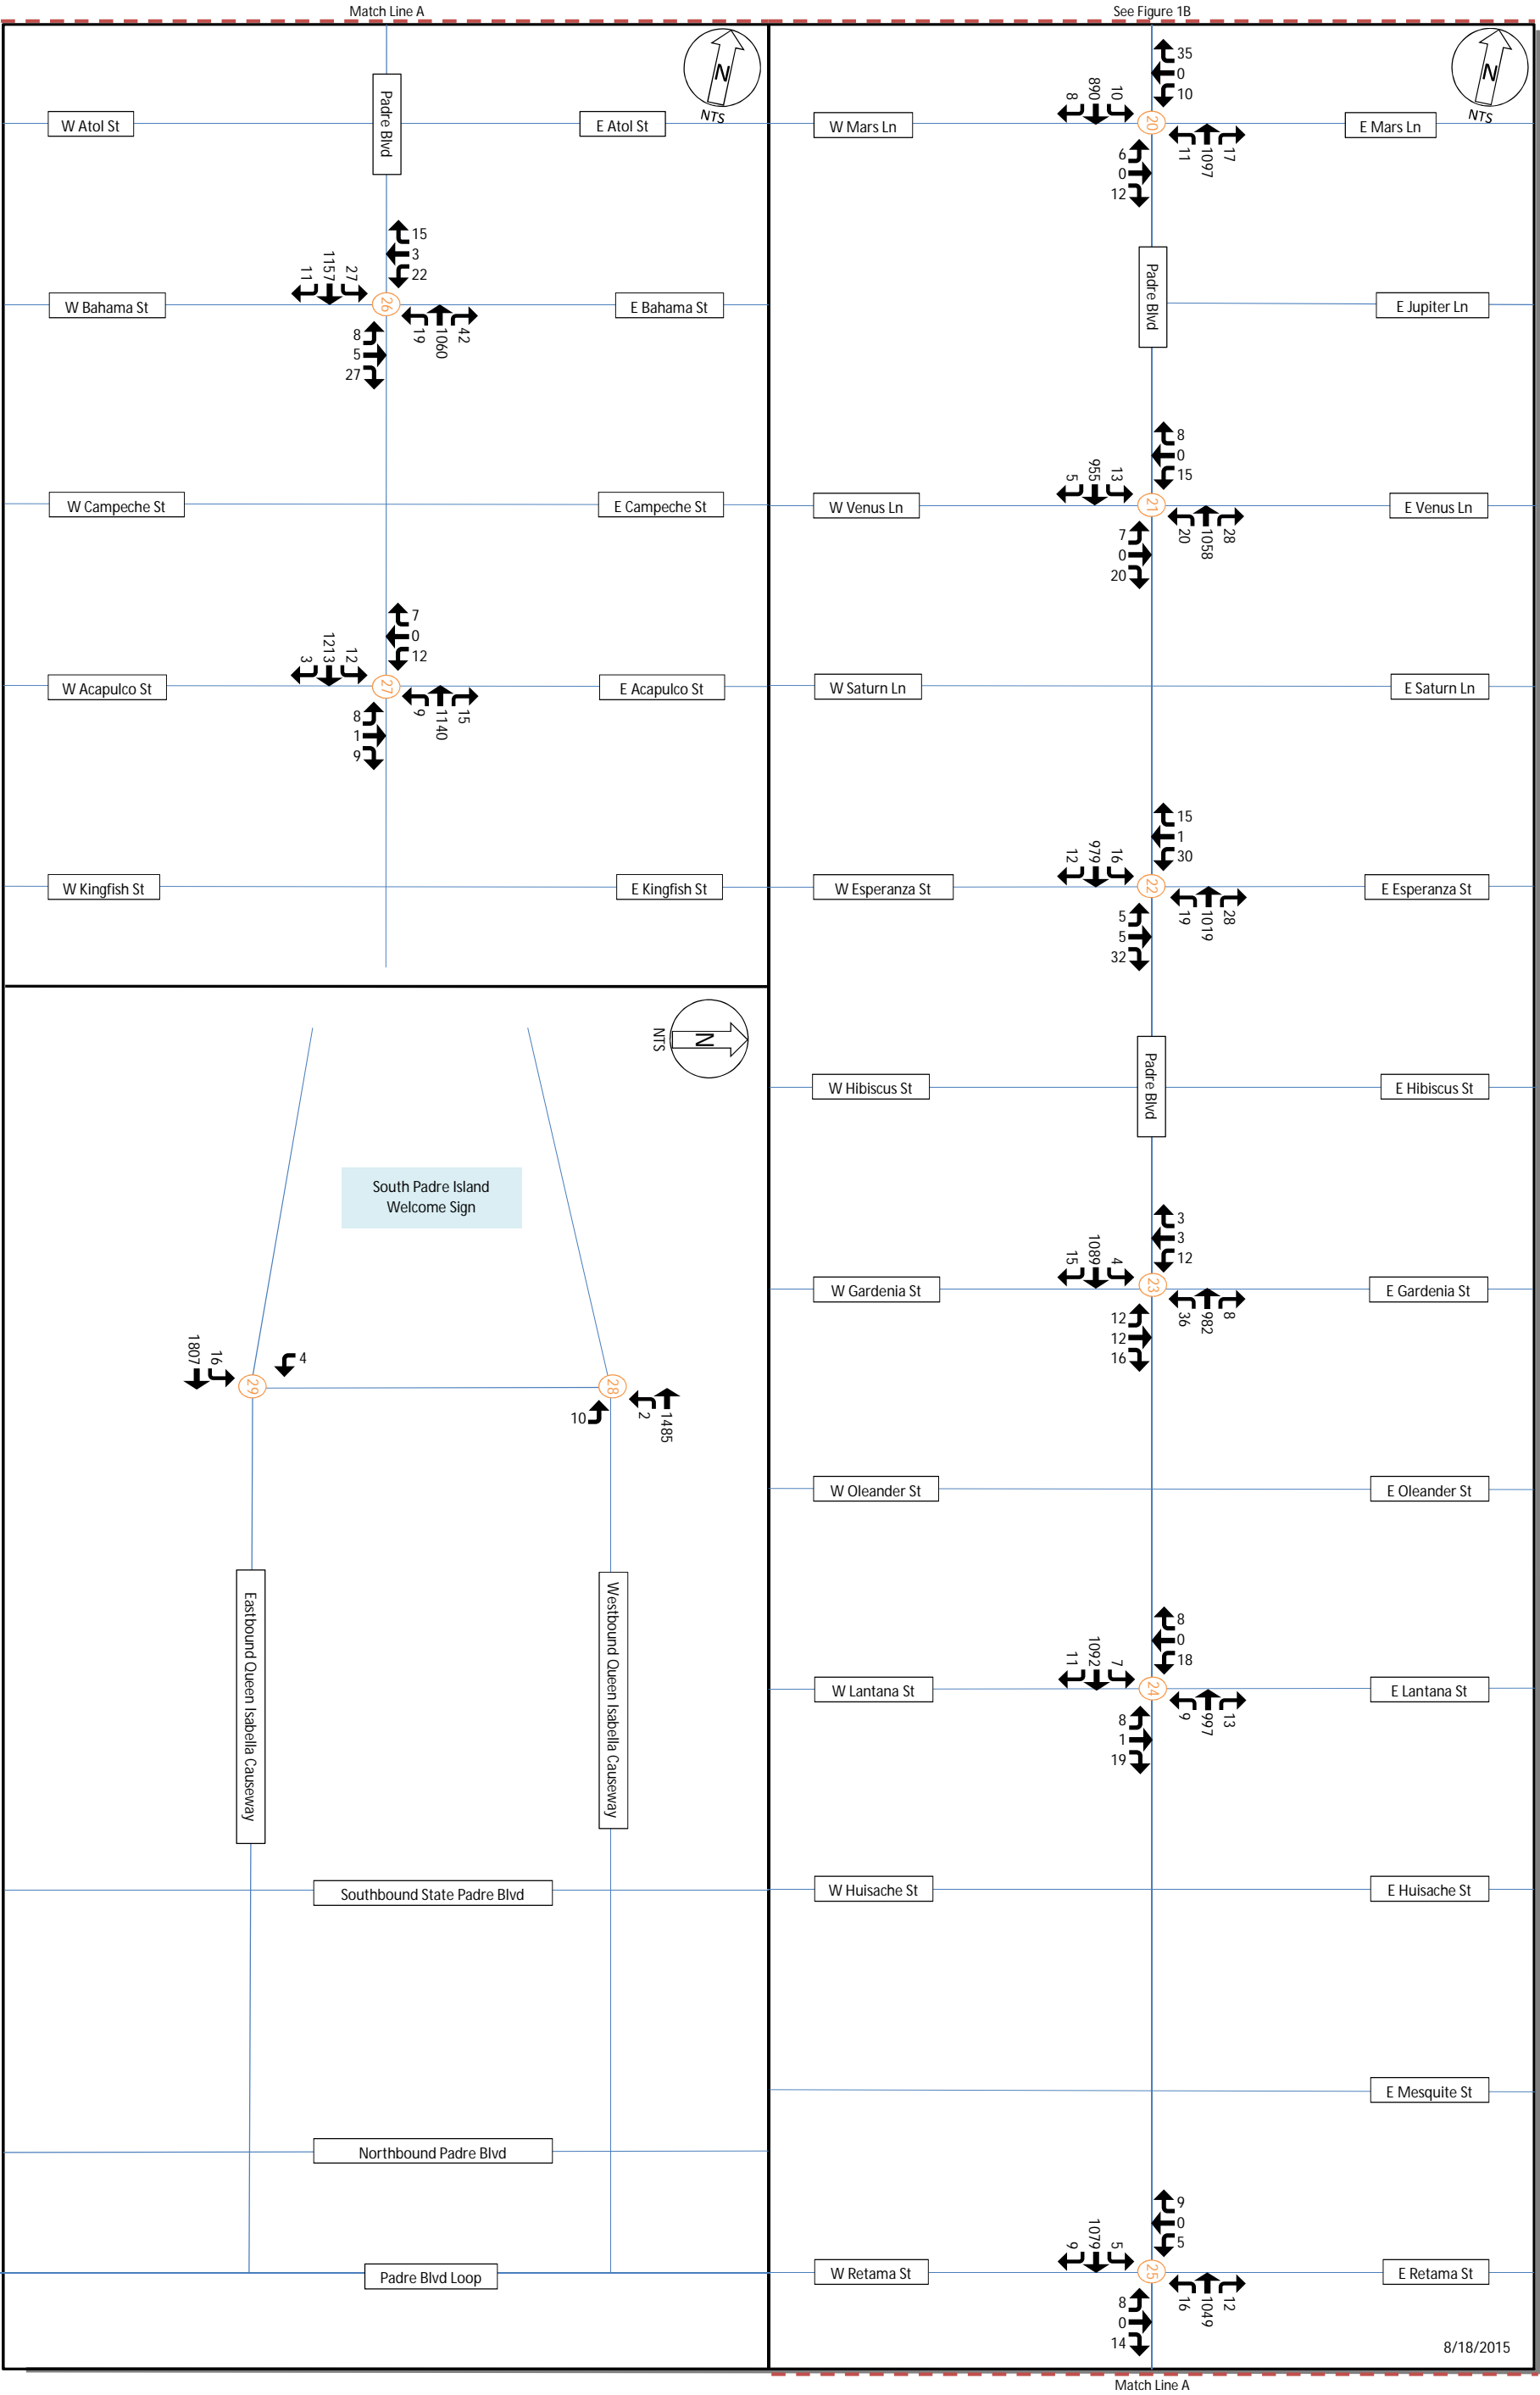 Match Line A
See Figure 1B
N
NTS
W Atol St
Padre Blvd
E Atol St
15
3
22
27
1157
11
W Bahama St
26
E Bahama St
19
1060
42
8
5
27
W Campeche St
E Campeche St
7
0
12
12
1213
3
W Acapulco St
27
E Acapulco St
9
1140
15
8
1
9
W Kingfish St
E Kingfish St
N
NTS
South Padre Island
Welcome Sign
4
16
1807
29
28
2
1485
10
Eastbound Queen Isabella Causeway
Westbound Queen Isabella Causeway
Southbound State Padre Blvd
Northbound Padre Blvd
Padre Blvd Loop
N
NTS
35
0
10
10
890
8
W Mars Ln
20
E Mars Ln
11
1097
17
6
0
12
Padre Blvd
E Jupiter Ln
8
0
15
13
955
5
W Venus Ln
21
E Venus Ln
20
1058
28
7
0
20
W Saturn Ln
E Saturn Ln
15
1
30
16
979
12
W Esperanza St
22
E Esperanza St
19
1019
28
5
5
32
Padre Blvd
W Hibiscus St
E Hibiscus St
3
3
12
4
1089
15
W Gardenia St
23
E Gardenia St
36
982
8
12
12
16
W Oleander St
E Oleander St
8
0
18
7
1092
11
W Lantana St
24
E Lantana St
9
997
13
8
1
19
W Huisache St
E Huisache St
E Mesquite St
9
0
5
5
1079
9
W Retama St
25
E Retama St
16
1049
12
8
0
14
8/18/2015
Match Line A